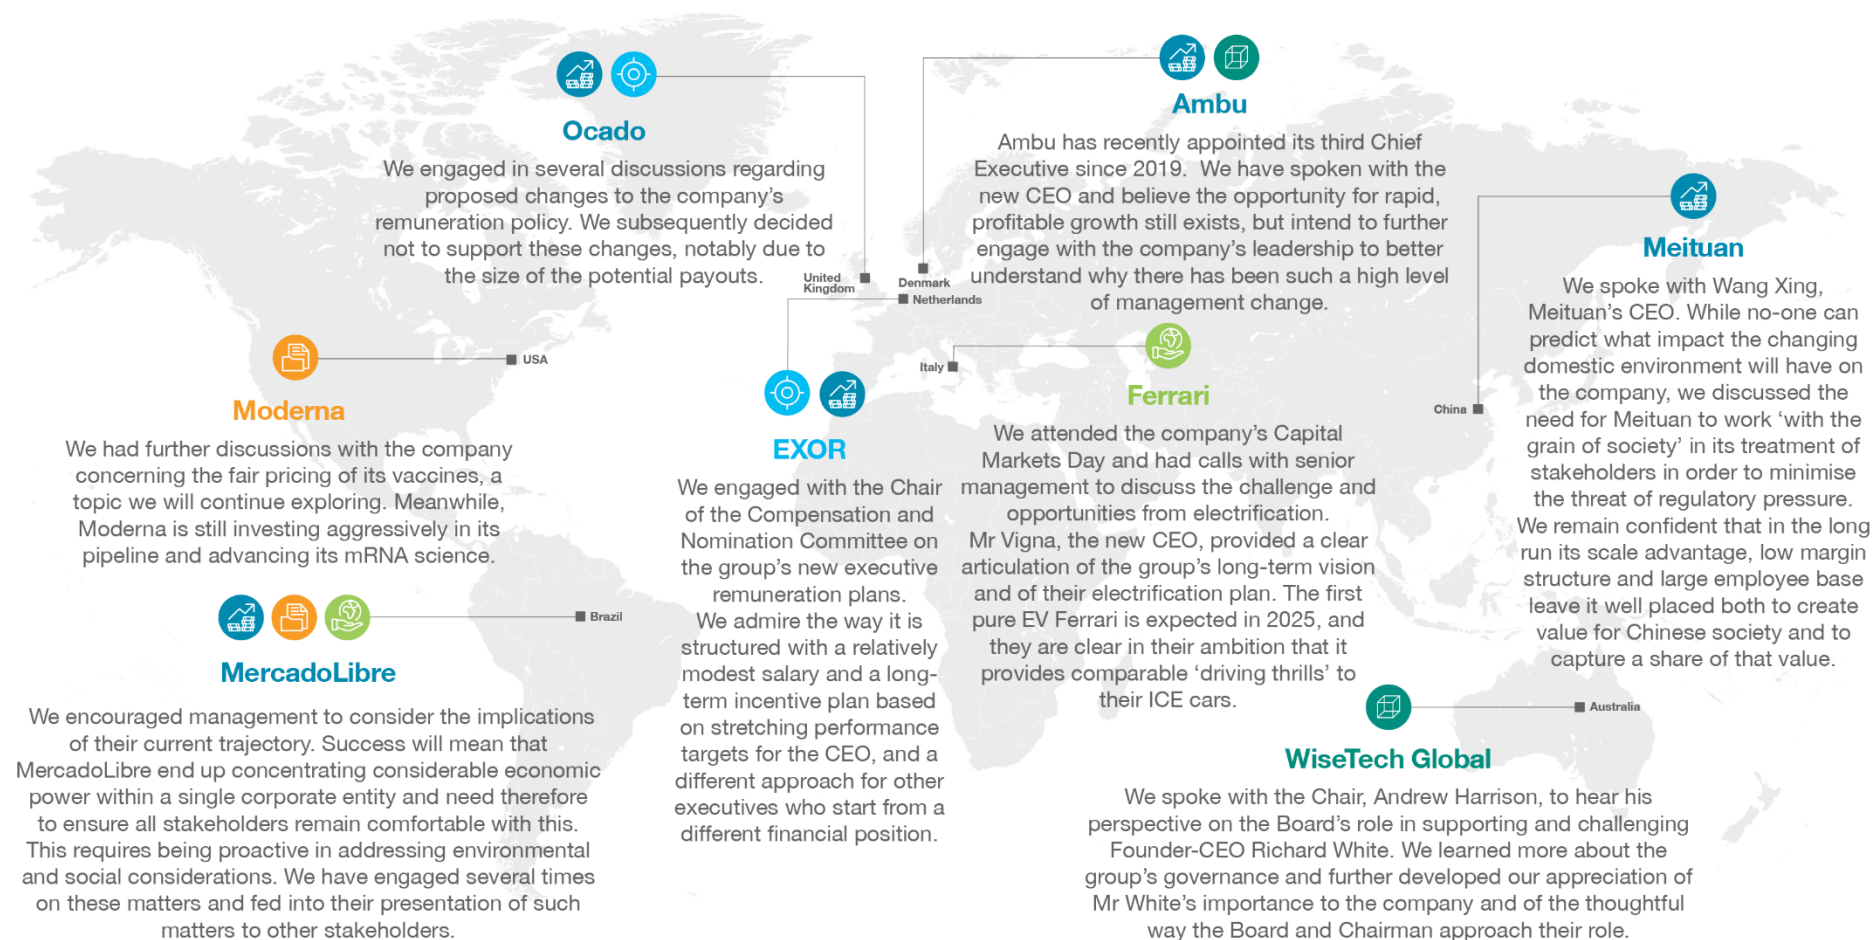 Ocado
We engaged in several discussions regarding
proposed changes to the company's
remuneration policy. We subsequently decided
not to support these changes, notably due to
the size of the potential payouts.
United
Kingdom
Ambu
Ambu has recently appointed its third Chief
Executive since 2019. We have spoken with the
new CEO and believe the opportunity for rapid,
profitable growth still exists, but intend to further
engage with the company's leadership to better
understand why there has been such a high level
of management change.
Denmark
Netherlands
Meituan
We spoke with Wang Xing,
Meituan's CEO. While no-one can
predict what impact the changing
domestic environment will have on
the company, we discussed the
need for Meituan to work 'with the
grain of society' in its treatment of
stakeholders in order to minimise
the threat of regulatory pressure.
We remain confident that in the long
run its scale advantage, low margin
structure and large employee base
leave it well placed both to create
value for Chinese society and to
capture a share of that value.
China
USA
Moderna
We had further discussions with the company
concerning the fair pricing of its vaccines, a
topic we will continue exploring. Meanwhile,
Moderna is still investing aggressively in its
pipeline and advancing its mRNA science.
EXOR
We engaged with the Chair
of the Compensation and
Nomination Committee on
the group's new executive
remuneration plans.
We admire the way it is
structured with a relatively
modest salary and a long-
term incentive plan based
on stretching performance
targets for the CEO, and a
different approach for other
executives who start from a
different financial position.
Italy
Ferrari
We attended the company's Capital
Markets Day and had calls with senior
management to discuss the challenge and
opportunities from electrification.
Mr Vigna, the new CEO, provided a clear
articulation of the group's long-term vision
and of their electrification plan. The first
pure EV Ferrari is expected in 2025, and
they are clear in their ambition that it
provides comparable 'driving thrills' to
their ICE cars.
Brazil
MercadoLibre
We encouraged management to consider the implications
of their current trajectory. Success will mean that
MercadoLibre end up concentrating considerable economic
power within a single corporate entity and need therefore
to ensure all stakeholders remain comfortable with this.
This requires being proactive in addressing environmental
and social considerations. We have engaged several times
on these matters and fed into their presentation of such
matters to other stakeholders.
Australia
WiseTech Global
We spoke with the Chair, Andrew Harrison, to hear his
perspective on the Board's role in supporting and challenging
Founder-CEO Richard White. We learned more about the
group's governance and further developed our appreciation of
Mr White's importance to the company and of the thoughtful
way the Board and Chairman approach their role.